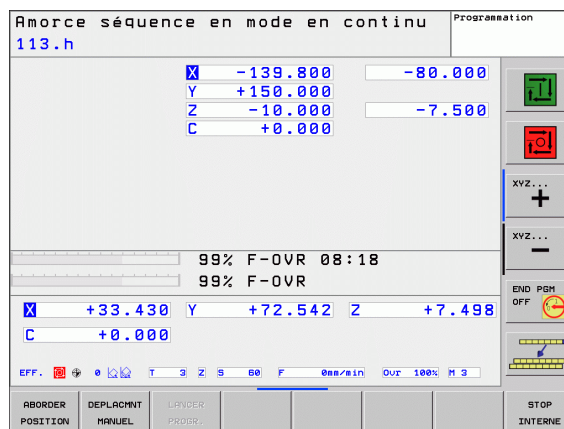 Amorce séquence en mode en continu
Programmation
113.h
X -139.800 -80.000
Y +150.000
Z -10.000 -7.500
C +0.000
XYZ...
+
XYZ...
−
99% F-OVR 08:18
99% F-OVR
END PGM
OFF
X +33.430 Y +72.542 Z +7.498
C +0.000
EFF. 0 T 3 Z S 60 F 0mm/min Ovr 100% M 3
ABORDER POSITION
DEPLACMNT MANUEL
LANCER PROGR.
STOP INTERNE